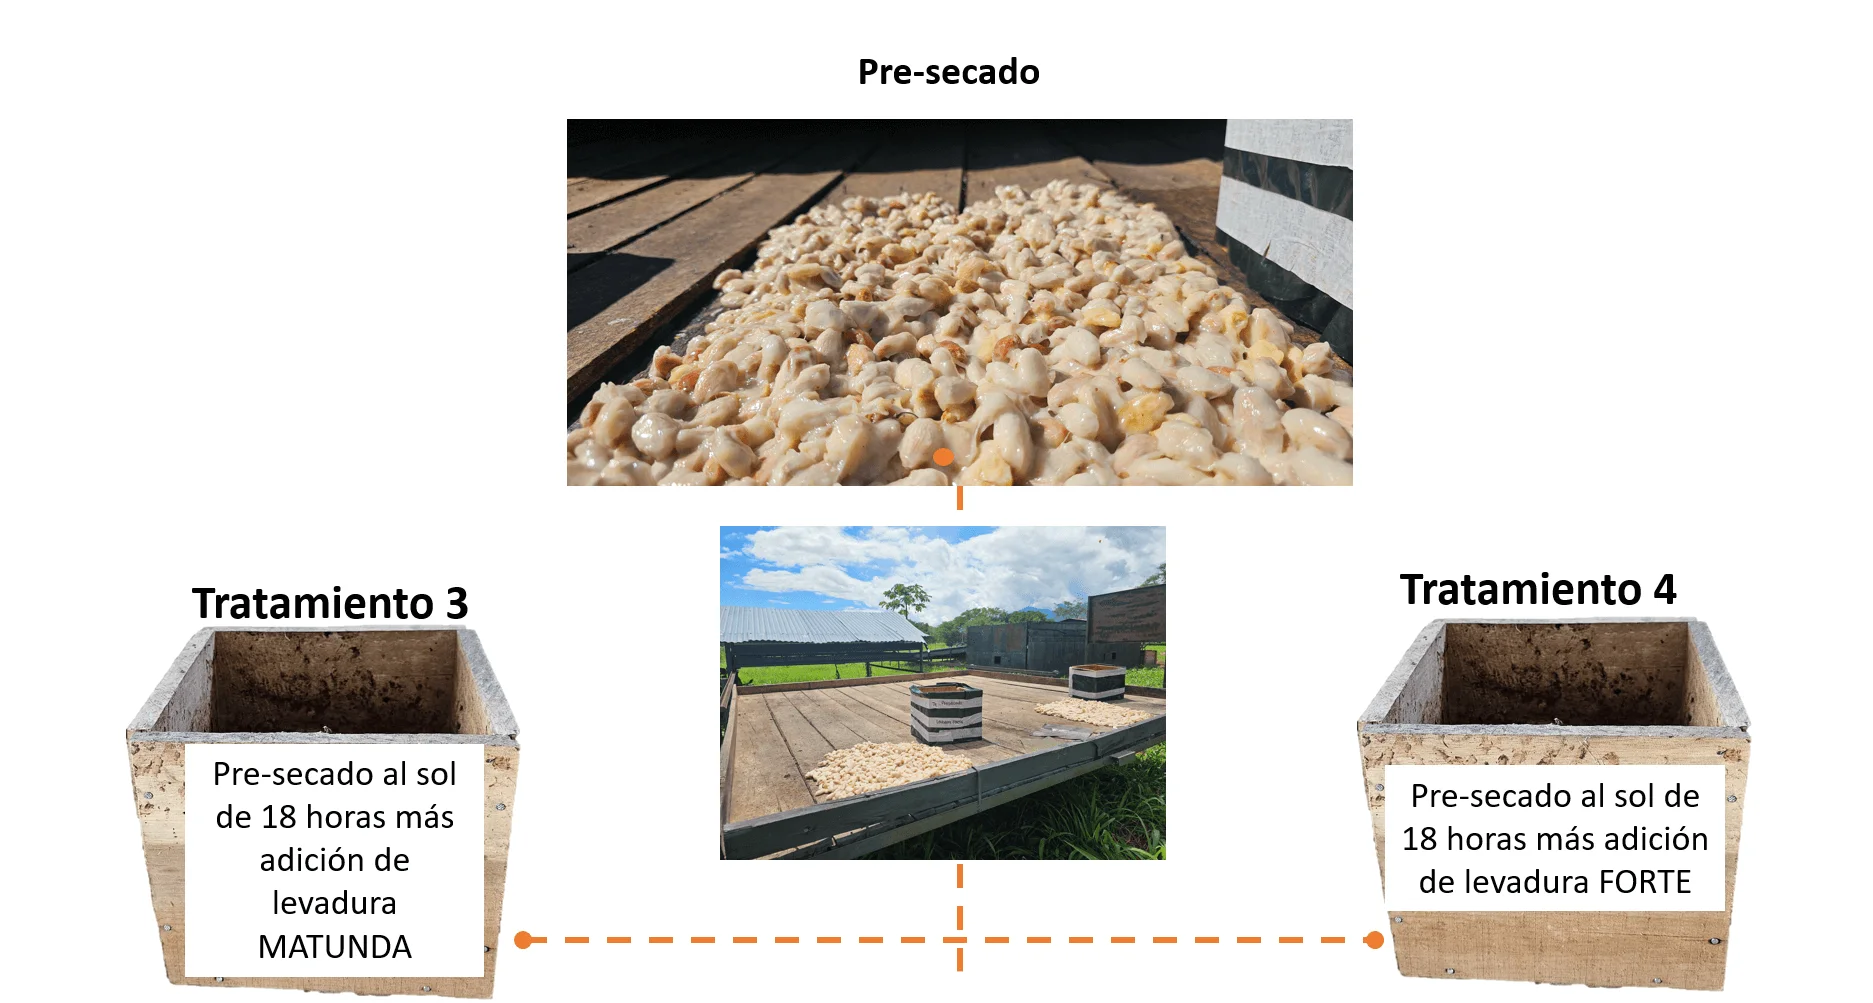 Pre-secado
Tratamiento 3
Pre-secado al sol
de 18 horas más
adición de
levadura
MATUNDA
Tratamiento 4
Pre-secado al sol de
18 horas más adición
de levadura FORTE